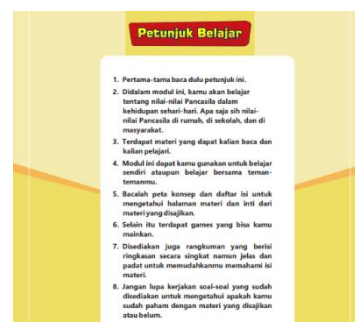 Petunjuk Belajar
1. Pertama-tama baca dulu petunjuk ini.
2. Didalam modul ini, kamu akan belajar
tentang nilai-nilai Pancasila dalam
kehidupan sehari-hari. Apa saja sih nilai-
nilai Pancasila di rumah, di sekolah, dan di
masyarakat.
3. Terdapat materi yang dapat kalian baca dan
kalian pelajari.
4. Modul ini dapat kamu gunakan untuk belajar
sendiri ataupun belajar bersama teman-
temanmu.
5. Bacalah peta konsep dan daftar isi untuk
mengetahui halaman materi dan inti dari
materi yang disajikan.
6. Selain itu terdapat games yang bisa kamu
mainkan.
7. Disediakan juga rangkuman yang berisi
ringkasan secara singkat namun jelas dan
padat untuk memudahkanmu memahami isi
materi.
8. Jangan lupa kerjakan soal-soal yang sudah
disediakan untuk mengetahui apakah kamu
sudah paham dengan materi yang disajikan
atau belum.